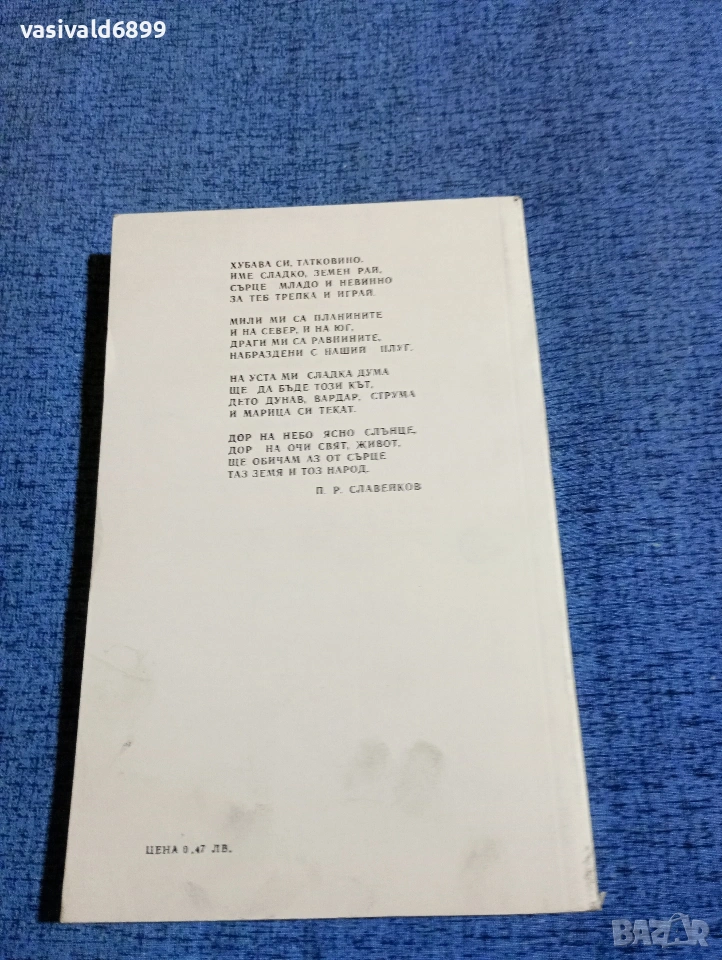 vasivald6899
ХУБАВА СИ, ТАТКОВИНО,
ИМЕ СЛАДКО, ЗЕМЕН РАЙ,
СЪРЦЕ МЛАДО И НЕВИННО
ЗА ТЕБ ТРЕПКА И ИГРАЙ.
МИЛИ МИ СА ПЛАНИНИТЕ
И НА СЕВЕР, И НА ЮГ,
ДРАГИ МИ СА РАВНИНИТЕ,
НАБРАЗДЕНИ С НАШИЙ ПЛУГ.
НА УСТА МИ СЛАДКА ДУМА
ЩЕ ДА БЪДЕ ТОЗИ КЪТ,
ДЕТО ДУНАВ, ВАРДАР, СТРУМА
И МАРИЦА СИ ТЕКАТ.
ДОР НА НЕБО ЯСНО СЛЪНЦЕ,
ДОР НА ОЧИ СВЯТ, ЖИВОТ,
ЩЕ ОБИЧАМ АЗ ОТ СЪРЦЕ
ТАЗ ЗЕМЯ И ТОЗ НАРОД.
П. Р. СЛАВЕЙКОВ
ЦЕНА 0,47 ЛВ.
BAZAR